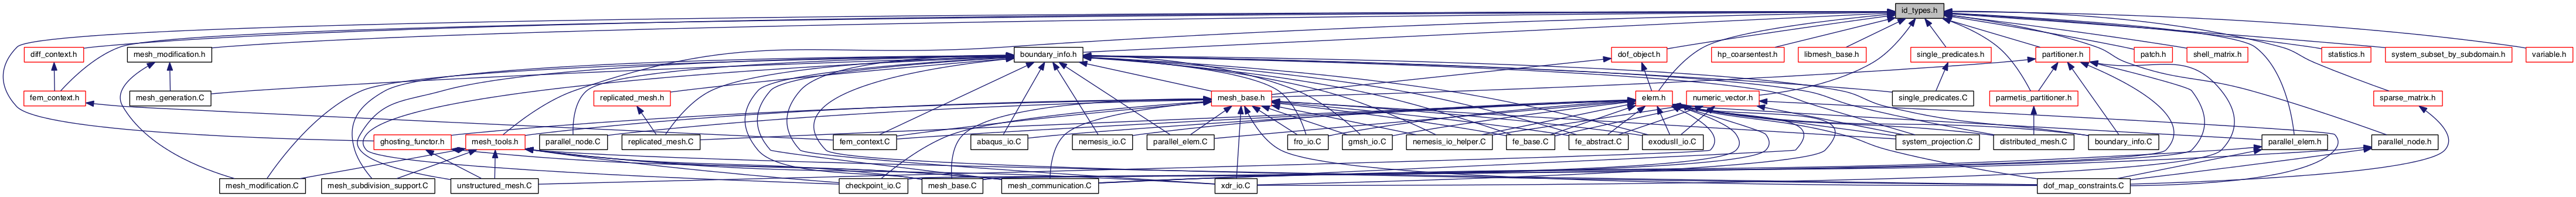 id_types.h
diff_context.h
mesh_modification.h
boundary_info.h
dof_object.h
hp_coarsentest.h
libmesh_base.h
single_predicates.h
partitioner.h
patch.h
shell_matrix.h
statistics.h
system_subset_by_subdomain.h
variable.h
fem_context.h
mesh_generation.C
replicated_mesh.h
mesh_base.h
elem.h
numeric_vector.h
single_predicates.C
parmetis_partitioner.h
sparse_matrix.h
ghosting_functor.h
mesh_tools.h
parallel_node.C
replicated_mesh.C
fem_context.C
abaqus_io.C
nemesis_io.C
parallel_elem.C
fro_io.C
gmsh_io.C
nemesis_io_helper.C
fe_base.C
fe_abstract.C
exodusII_io.C
system_projection.C
distributed_mesh.C
boundary_info.C
parallel_elem.h
parallel_node.h
mesh_modification.C
mesh_subdivision_support.C
unstructured_mesh.C
checkpoint_io.C
mesh_base.C
mesh_communication.C
xdr_io.C
dof_map_constraints.C